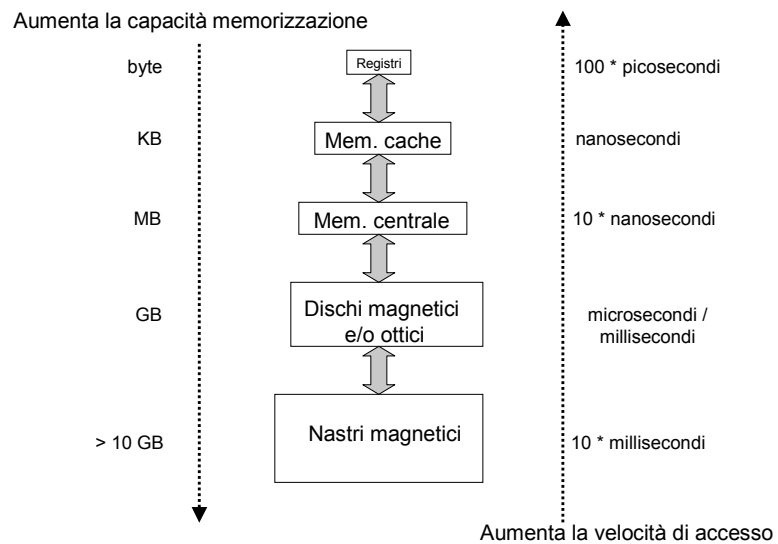 Aumenta la capacità memorizzazione
byte
Registri
100 * picosecondi
KB
Mem. cache
nanosecondi
MB
Mem. centrale
10 * nanosecondi
GB
Dischi magnetici
e/o ottici
microsecondi /
millisecondi
> 10 GB
Nastri magnetici
10 * millisecondi
Aumenta la velocità di accesso